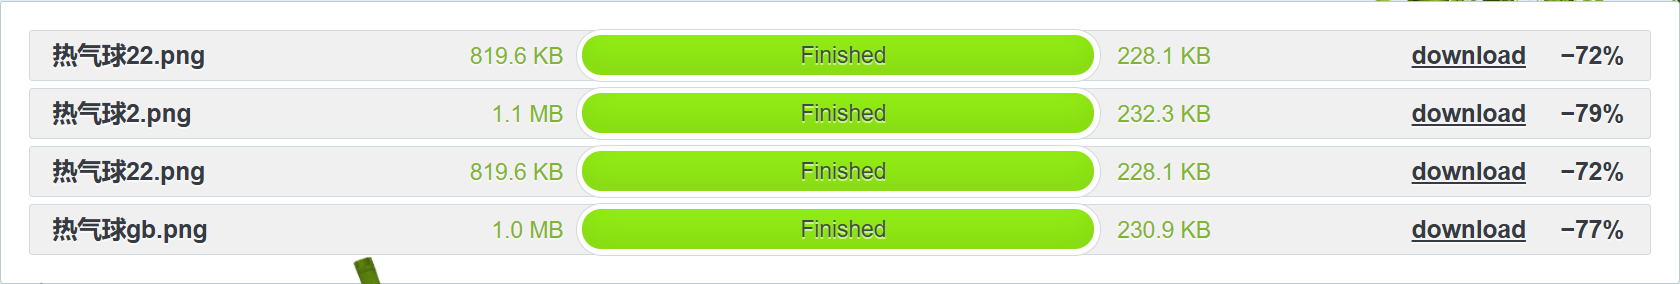 热气球22.png 819.6 KB Finished 228.1 KB download −72%
热气球2.png 1.1 MB Finished 232.3 KB download −79%
热气球22.png 819.6 KB Finished 228.1 KB download −72%
热气球gb.png 1.0 MB Finished 230.9 KB download −77%